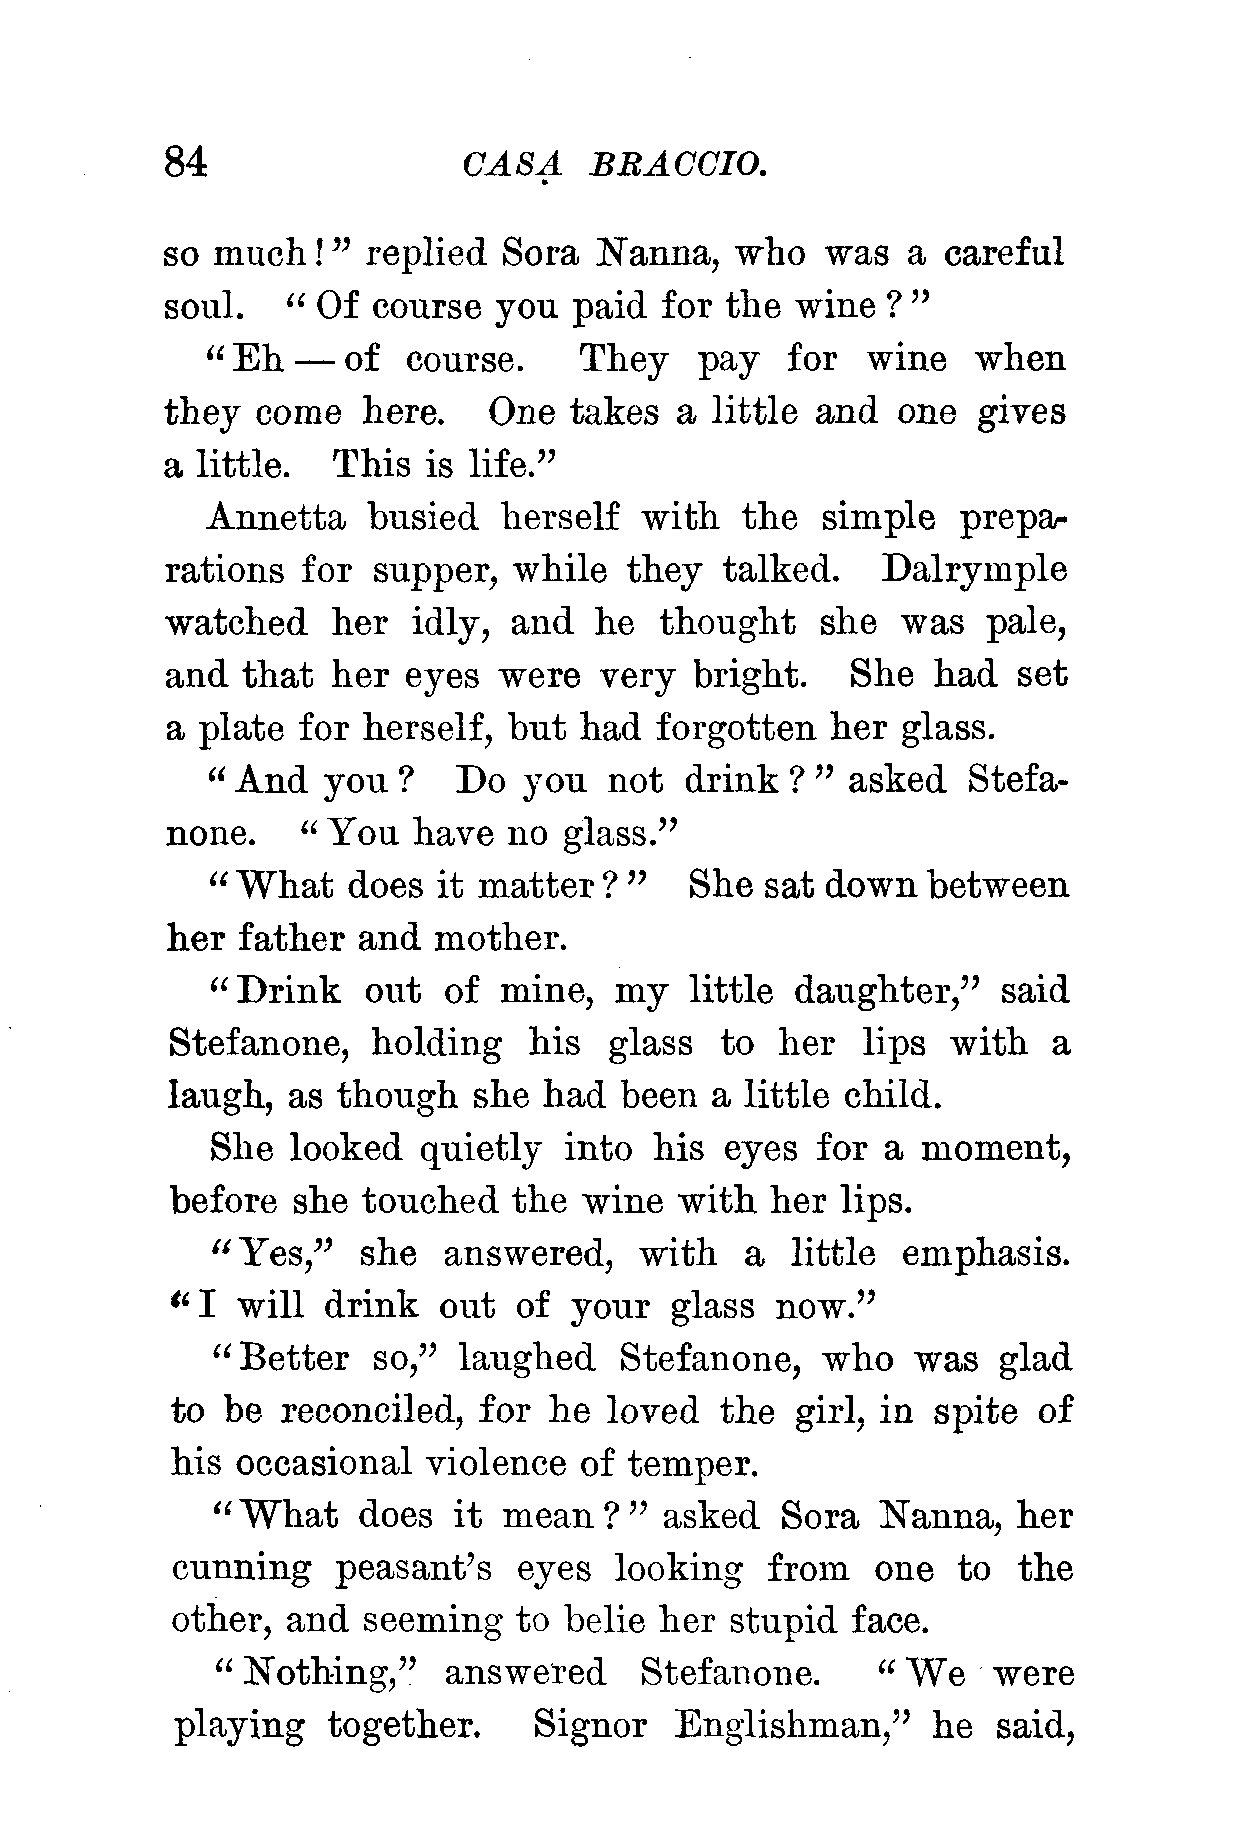 84 CASA BRACCIO.
so much!" replied Sora Nanna, who was a careful
soul. "Of course you paid for the wine?"
"Eh — of course. They pay for wine when
they come here. One takes a little and one gives
a little. This is life."
Annetta busied herself with the simple prepa-
rations for supper, while they talked. Dalrymple
watched her idly, and he thought she was pale,
and that her eyes were very bright. She had set
a plate for herself, but had forgotten her glass.
"And you? Do you not drink?" asked Stefa-
none. "You have no glass."
"What does it matter?" She sat down between
her father and mother.
"Drink out of mine, my little daughter," said
Stefanone, holding his glass to her lips with a
laugh, as though she had been a little child.
She looked quietly into his eyes for a moment,
before she touched the wine with her lips.
"Yes," she answered, with a little emphasis.
"I will drink out of your glass now."
"Better so," laughed Stefanone, who was glad
to be reconciled, for he loved the girl, in spite of
his occasional violence of temper.
"What does it mean?" asked Sora Nanna, her
cunning peasant's eyes looking from one to the
other, and seeming to belie her stupid face.
"Nothing," answered Stefanone. "We were
playing together. Signor Englishman," he said,